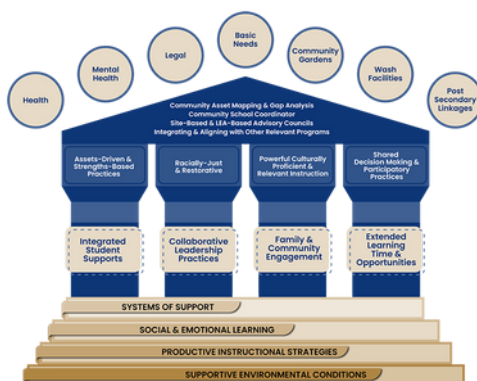 Health
Mental
Health
Legal
Basic
Needs
Community
Gardens
Wash
Facilities
Post
Secondary
Linkages
Community Asset Mapping & Gap Analysis
Community School Coordinator
Site-Based & LEA-Based Advisory Councils
Integrating & Aligning with Other Relevant Programs
Assets-Driven &
Strengths-Based
Practices
Racially-Just
& Restorative
Powerful Culturally
Proficient &
Relevant Instruction
Shared
Decision Making &
Participatory
Practices
Integrated
Student
Supports
Collaborative
Leadership
Practices
Family &
Community
Engagement
Extended
Learning
Time &
Opportunities
SYSTEMS OF SUPPORT
SOCIAL & EMOTIONAL LEARNING
PRODUCTIVE INSTRUCTIONAL STRATEGIES
SUPPORTIVE ENVIRONMENTAL CONDITIONS